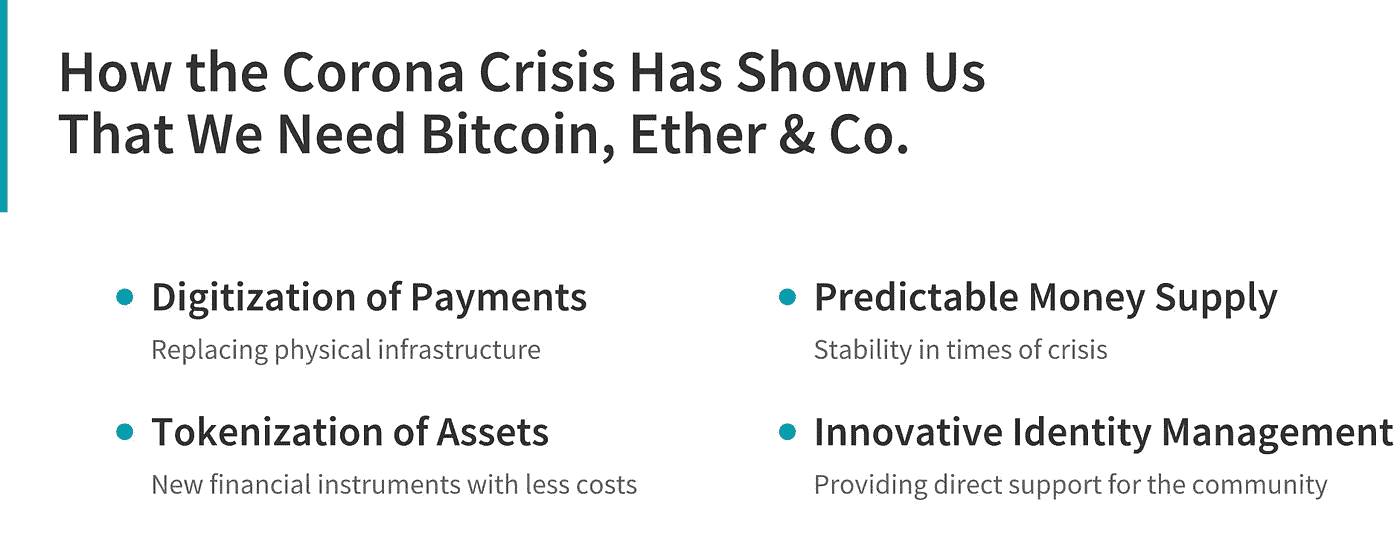 How the Corona Crisis Has Shown Us
That We Need Bitcoin, Ether & Co.
Digitization of Payments
Replacing physical infrastructure
Tokenization of Assets
New financial instruments with less costs
Predictable Money Supply
Stability in times of crisis
Innovative Identity Management
Providing direct support for the community